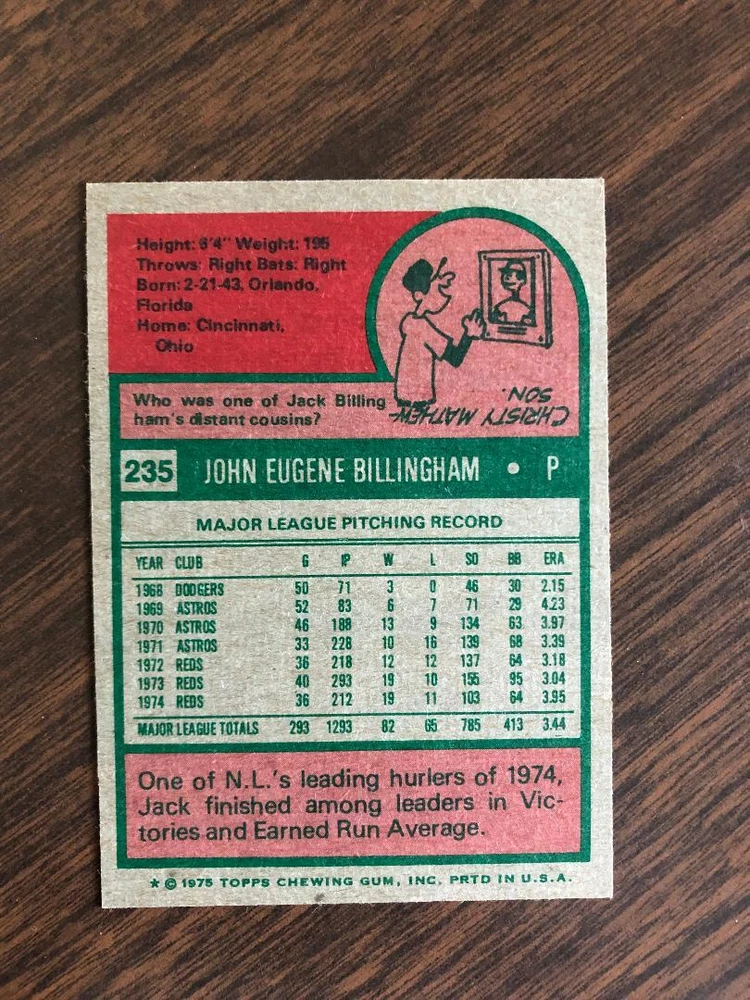 Height: 6'4" Weight: 195
Throws: Right Bats: Right
Born: 2-21-43, Orlando,
Florida
Home: Cincinnati,
Ohio
Who was one of Jack Billing
ham's distant cousins?
CHRISTY MATHEW-
SON.
235 JOHN EUGENE BILLINGHAM • P
MAJOR LEAGUE PITCHING RECORD
YEAR CLUB G IP W L SO BB ERA
1968 DODGERS 50 71 3 0 46 30 2.15
1969 ASTROS 52 83 6 7 71 29 4.23
1970 ASTROS 46 188 13 9 134 63 3.97
1971 ASTROS 33 228 10 16 139 68 3.39
1972 REDS 36 218 12 12 137 64 3.18
1973 REDS 40 293 19 10 155 95 3.04
1974 REDS 36 212 19 11 103 64 3.95
MAJOR LEAGUE TOTALS 293 1293 82 65 785 413 3.44
One of N.L.'s leading hurlers of 1974,
Jack finished among leaders in Vic-
tories and Earned Run Average.
* © 1975 TOPPS CHEWING GUM, INC. PRTD IN U.S.A.